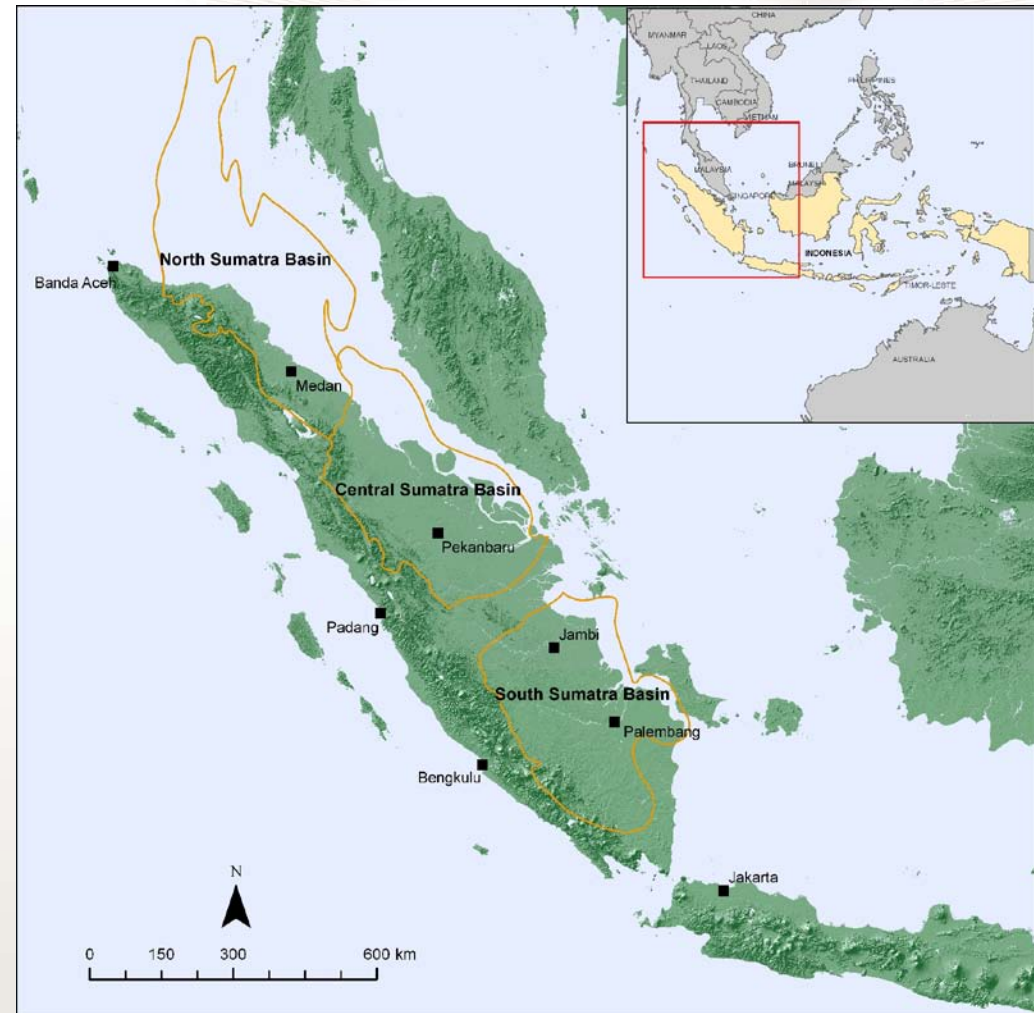 CHINA
MYANMAR
LAOS
THAILAND
PHILIPPINES
CAMBODIA
VIETNAM
MALAYSIA
BRUNEI
MALAYSIA
SINGAPORE
INDONESIA
TIMOR-LESTE
AUSTRALIA
North Sumatra Basin
Banda Aceh
Medan
Central Sumatra Basin
Pekanbaru
Padang
Jambi
South Sumatra Basin
Palembang
Bengkulu
Jakarta
N
0 150 300 600 km